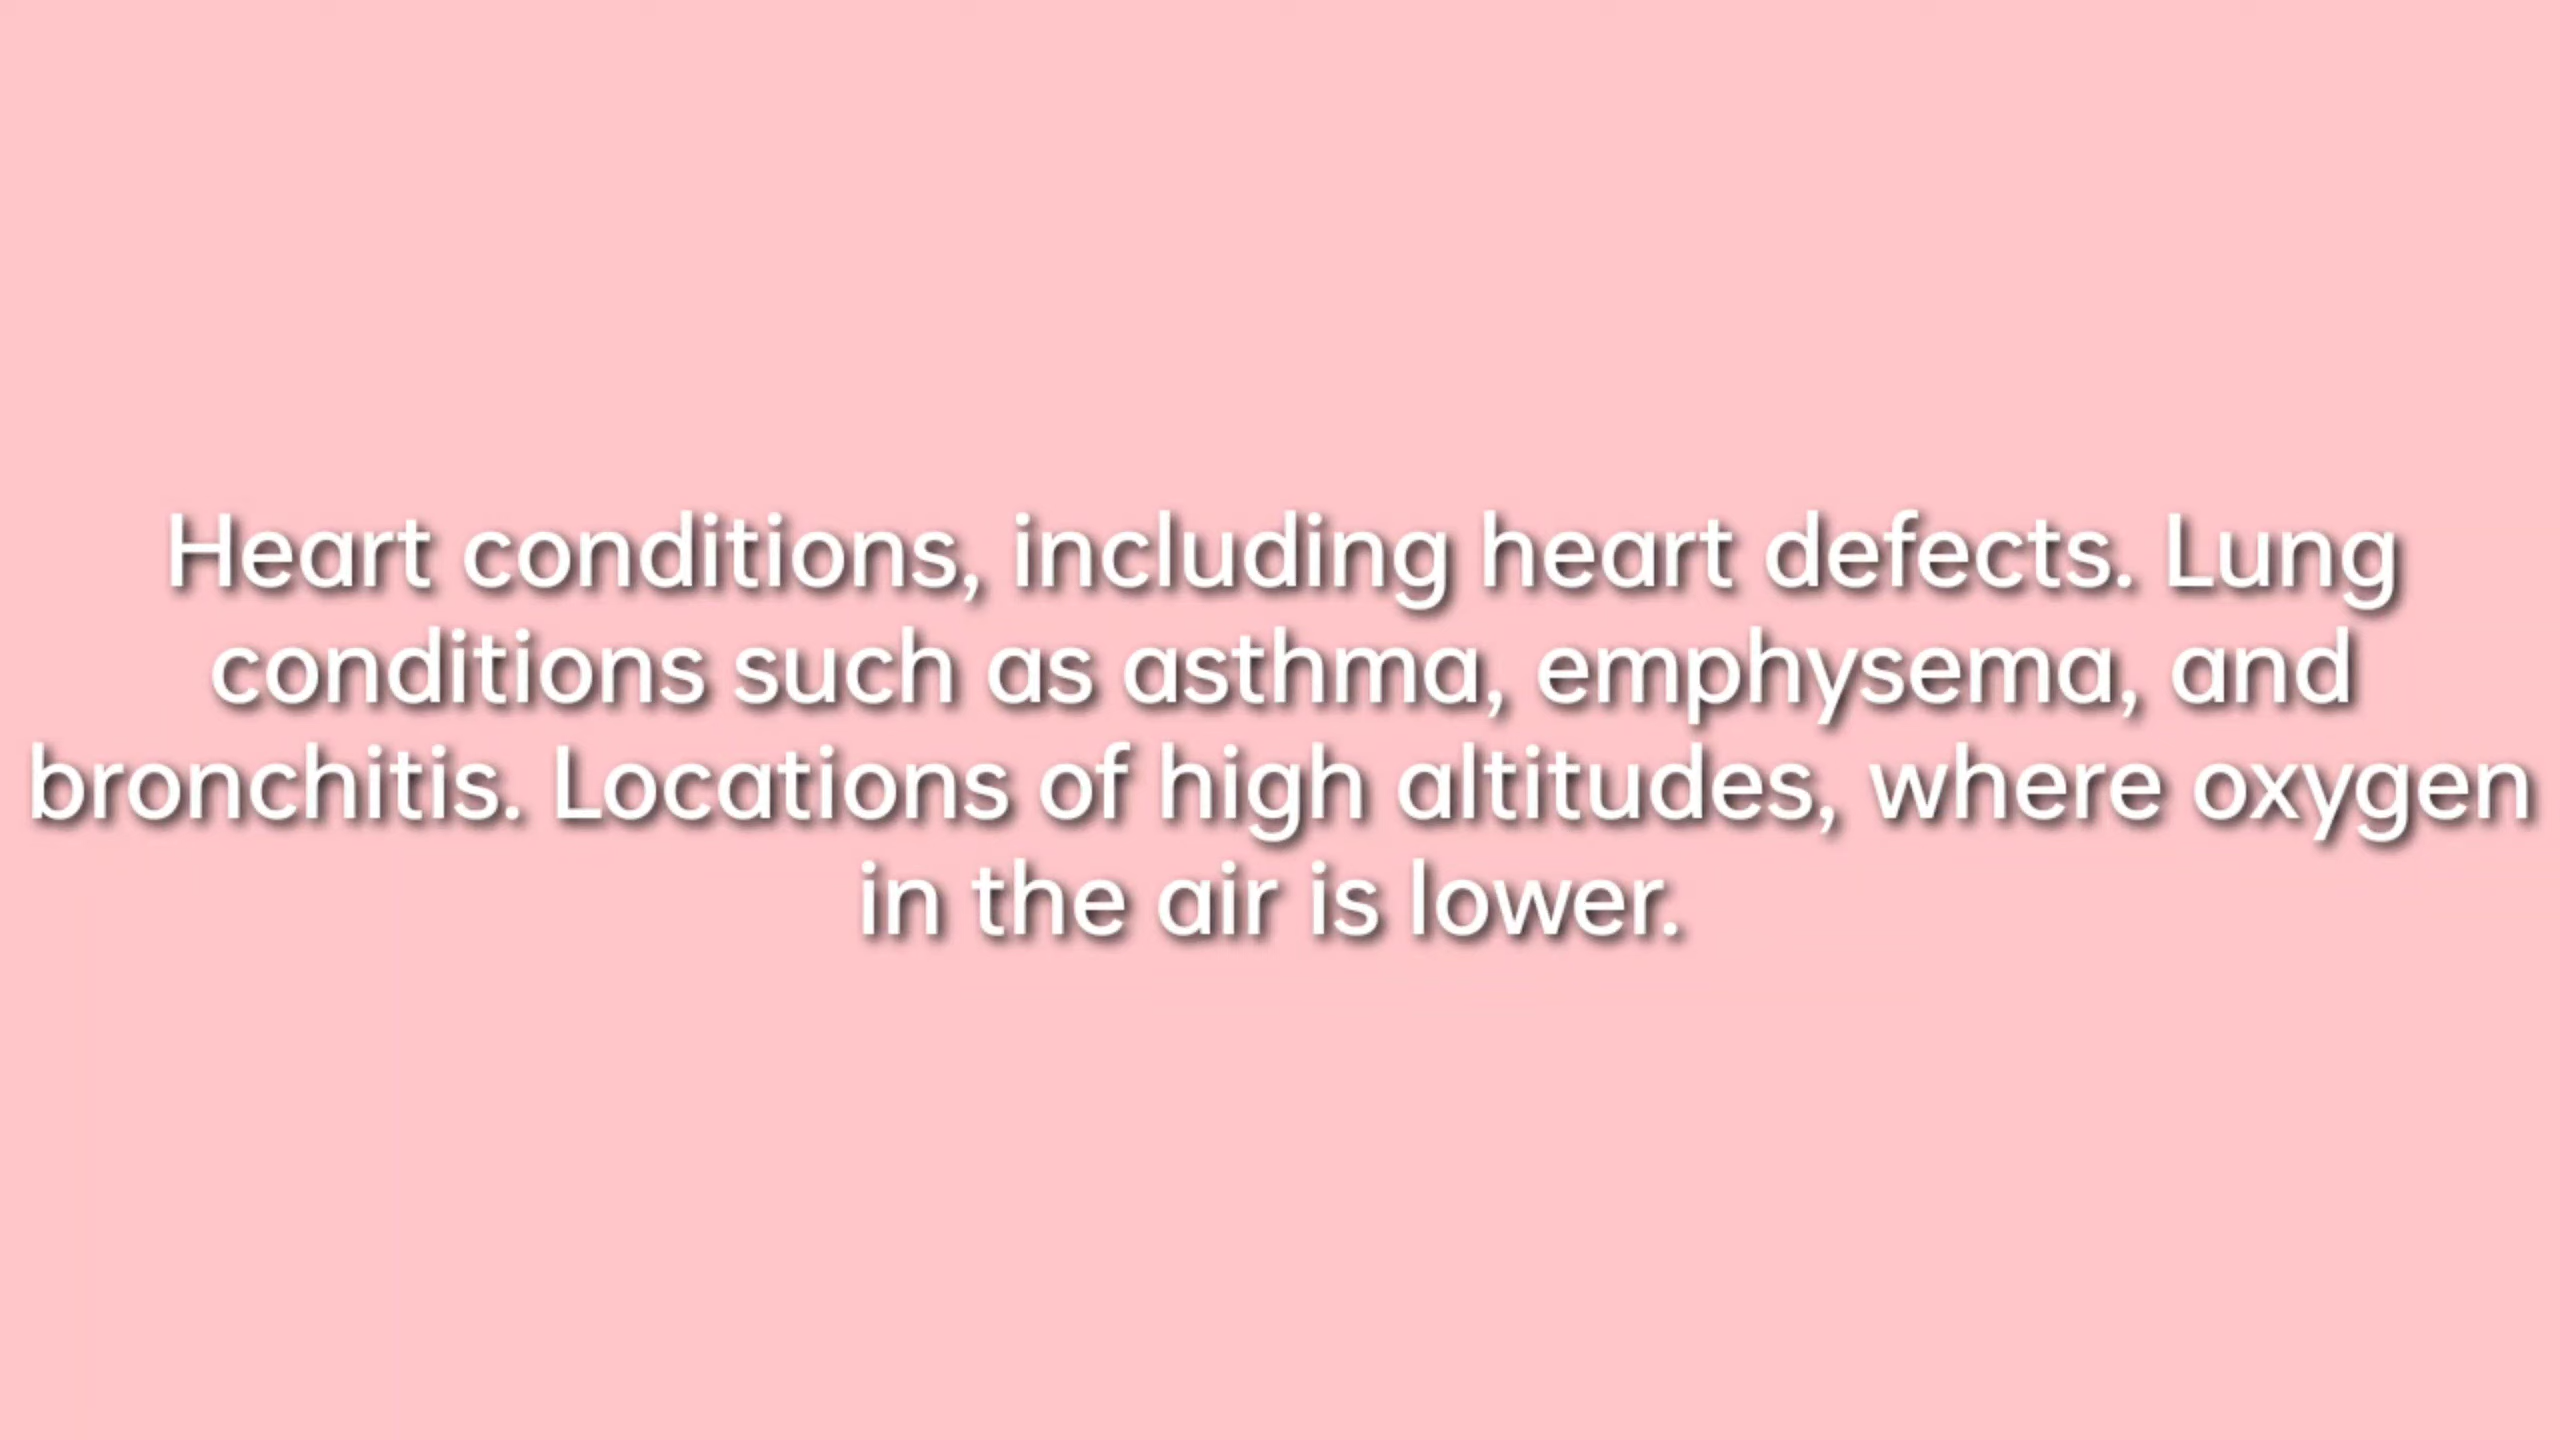 Heart conditions, including heart defects. Lung
conditions such as asthma, emphysema, and
bronchitis. Locations of high altitudes, where oxygen
in the air is lower.